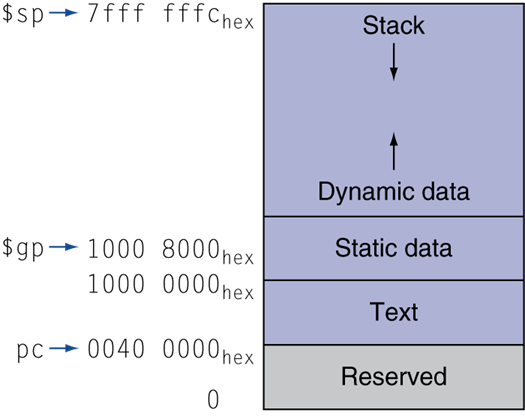 $sp 7fff fffchex
Stack
Dynamic data
$gp 1000 8000hex
Static data
1000 0000hex
Text
pc 0040 0000hex
Reserved
0